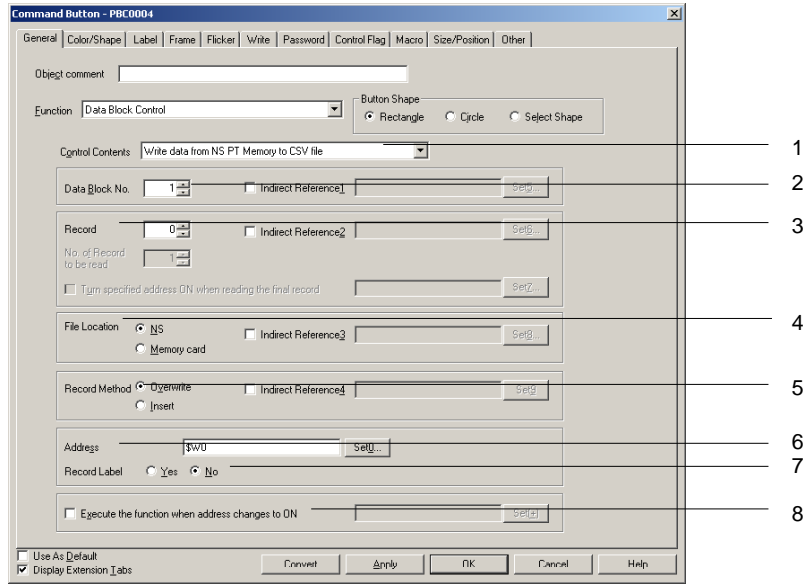 Command Button - PBC0004
General Color/Shape Label Frame Flicker Write Password Control Flag Macro Size/Position Other
Object comment
Function Data Block Control
Button Shape
Rectangle Circle Select Shape
Control Contents Write data from NS PT Memory to CSV file 1
Data Block No. 1 Indirect Reference1 Set5... 2
Record 0 Indirect Reference2 Set6... 3
No. of Record
to be read 1
Turn specified address ON when reading the final record Set7...
File Location NS Indirect Reference3 Set8... 4
Memory card
Record Method Overwrite Indirect Reference4 Set9 5
Insert
Address $W0 Set0... 6
Record Label Yes No 7
Execute the function when address changes to ON Set[+] 8
Use As Default
Display Extension Tabs
Convert Apply OK Cancel Help